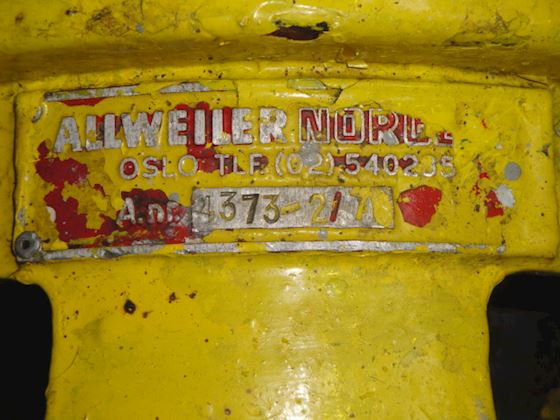 ALLWEILER NORGE
OSLO TLF. (02) 540235
A.nr. 4373-2/7